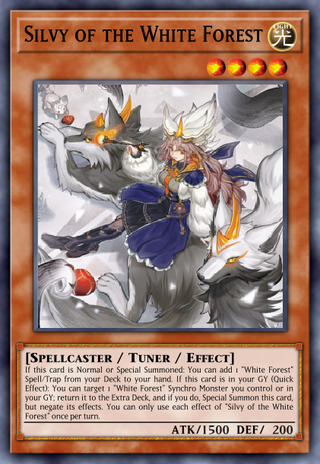 Silvy of the White Forest
LIGHT
光
[Spellcaster / Tuner / Effect]
If this card is Normal or Special Summoned: You can add 1 "White Forest"
Spell/Trap from your Deck to your hand. If this card is in your GY (Quick
Effect): You can target 1 "White Forest" Synchro Monster you control or in
your GY; return it to the Extra Deck, and if you do, Special Summon this card,
but negate its effects. You can only use each effect of "Silvy of the White
Forest" once per turn.
ATK/1500 DEF/ 200